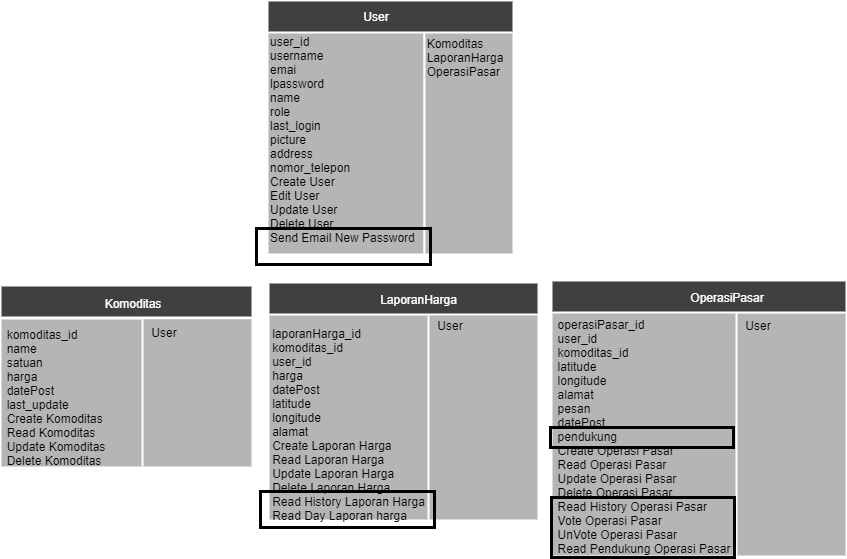 User
user_id
username
emai
lpassword
name
role
last_login
picture
address
nomor_telepon
Create User
Edit User
Update User
Delete User
Send Email New Password
Komoditas
LaporanHarga
OperasiPasar
Komoditas
komoditas_id
name
satuan
harga
datePost
last_update
Create Komoditas
Read Komoditas
Update Komoditas
Delete Komoditas
User
LaporanHarga
laporanHarga_id
komoditas_id
user_id
harga
datePost
latitude
longitude
alamat
Create Laporan Harga
Read Laporan Harga
Update Laporan Harga
Delete Laporan Harga
Read History Laporan Harga
Read Day Laporan harga
User
OperasiPasar
operasiPasar_id
user_id
komoditas_id
latitude
longitude
alamat
pesan
datePost
pendukung
Create Operasi Pasar
Read Operasi Pasar
Update Operasi Pasar
Delete Operasi Pasar
Read History Operasi Pasar
Vote Operasi Pasar
UnVote Operasi Pasar
Read Pendukung Operasi Pasar
User